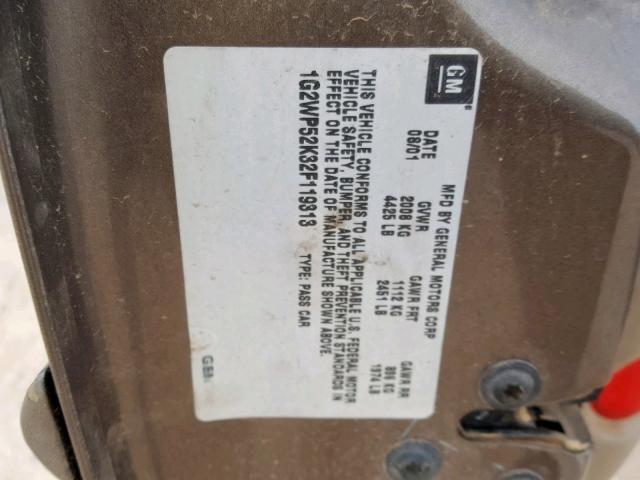 GM
MFD BY GENERAL MOTORS CORP
DATE GVWR GAWR FRT GAWR RR
08/01 2008 KG 1112 KG 896 KG
4425 LB 2451 LB 1974 LB
THIS VEHICLE CONFORMS TO ALL APPLICABLE U.S. FEDERAL MOTOR
VEHICLE SAFETY, BUMPER, AND THEFT PREVENTION STANDARDS IN
EFFECT ON THE DATE OF MANUFACTURE SHOWN ABOVE.
1G2WP52K32F119313 TYPE: PASS CAR